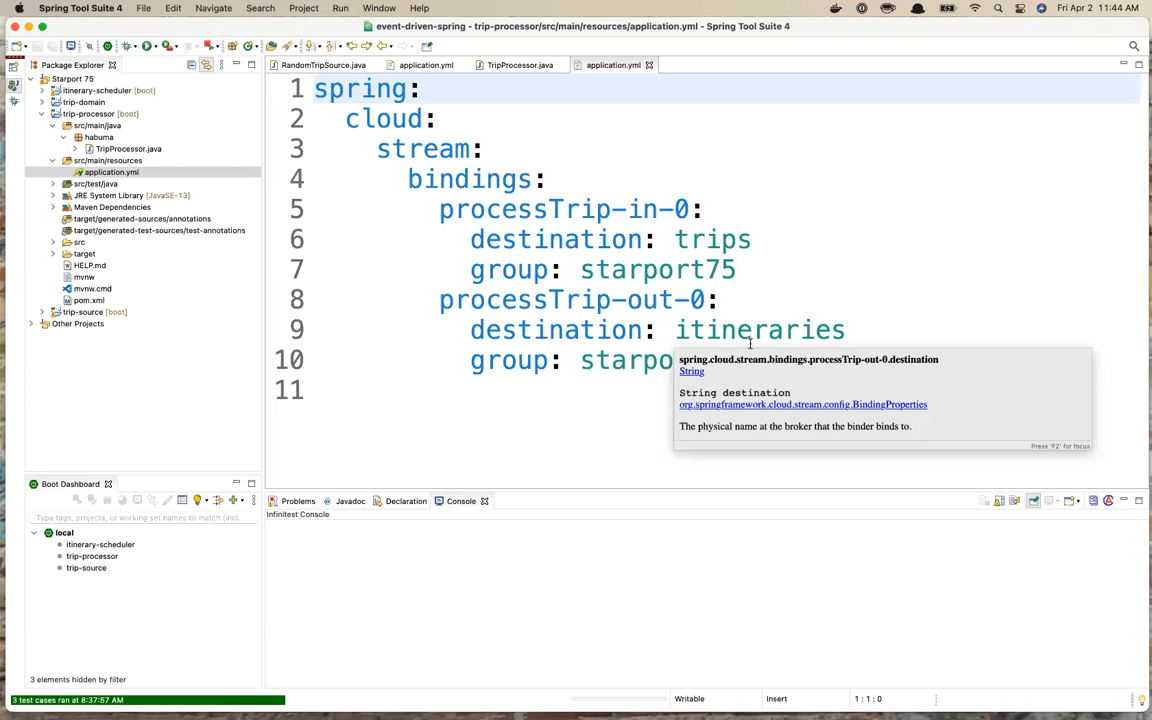 Spring Tool Suite 4 File Edit Navigate Search Project Run Window Help Fri Apr 2 11:44 AM
event-driven-spring - trip-processor/src/main/resources/application.yml - Spring Tool Suite 4
Package Explorer
Starport 75
itinerary-scheduler [boot]
trip-domain
trip-processor [boot]
src/main/java
habuma
TripProcessor.java
src/main/resources
application.yml
src/test/java
JRE System Library [JavaSE-13]
Maven Dependencies
target/generated-sources/annotations
target/generated-test-sources/test-annotations
src
target
HELP.md
mvnw
mvnw.cmd
pom.xml
trip-source [boot]
Other Projects
RandomTripSource.java application.yml TripProcessor.java application.yml
1 spring:
2 cloud:
3 stream:
4 bindings:
5 processTrip-in-0:
6 destination: trips
7 group: starport75
8 processTrip-out-0:
9 destination: itineraries
10 group: starpo
11
spring.cloud.stream.bindings.processTrip-out-0.destination
String
String destination
org.springframework.cloud.stream.config.BindingProperties
The physical name at the broker that the binder binds to.
Press 'F2' for focus
Boot Dashboard
Type tags, projects, or working set names to match (incl.
local
itinerary-scheduler
trip-processor
trip-source
3 elements hidden by filter
Problems Javadoc Declaration Console
Infinitest Console
3 test cases ran at 8:37:57 AM
Writable Insert 1 : 1 : 0